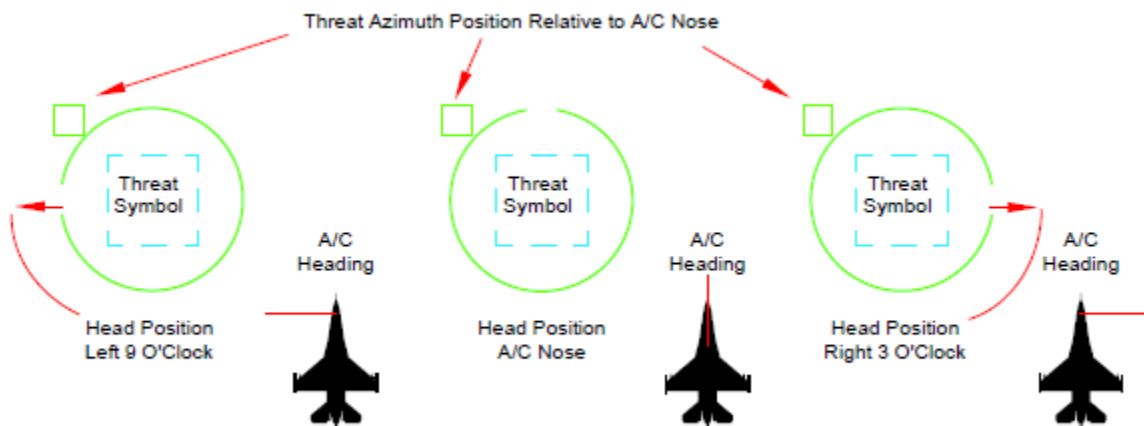 Threat Azimuth Position Relative to A/C Nose
Threat
Symbol
Threat
Symbol
Threat
Symbol
A/C
Heading
A/C
Heading
A/C
Heading
Head Position
Left 9 O'Clock
Head Position
A/C Nose
Head Position
Right 3 O'Clock